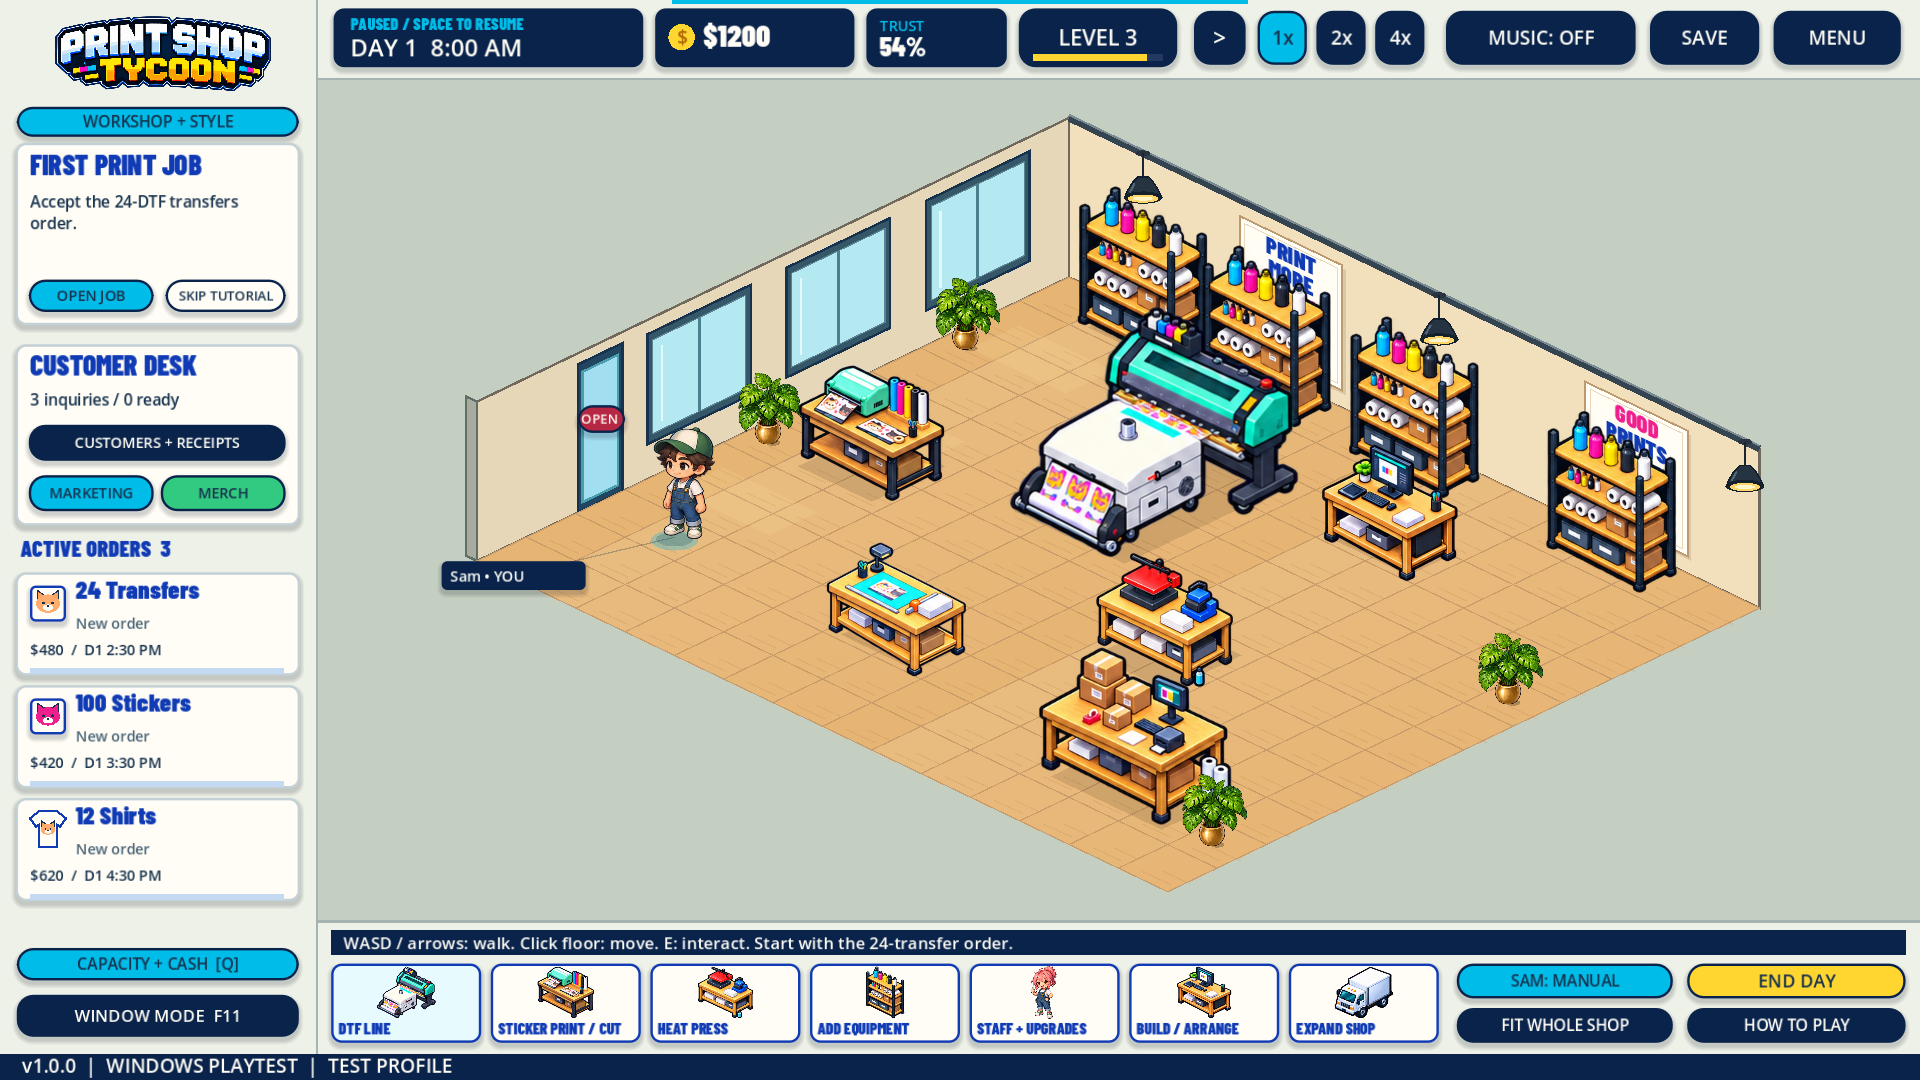 PRINT SHOP
TYCOON
WORKSHOP + STYLE
FIRST PRINT JOB
Accept the 24-DTF transfers
order.
OPEN JOB
SKIP TUTORIAL
CUSTOMER DESK
3 inquiries / 0 ready
CUSTOMERS + RECEIPTS
MARKETING
MERCH
ACTIVE ORDERS 3
24 Transfers
New order
$480 / D1 2:30 PM
100 Stickers
New order
$420 / D1 3:30 PM
12 Shirts
New order
$620 / D1 4:30 PM
CAPACITY + CASH [Q]
WINDOW MODE F11
PAUSED / SPACE TO RESUME
DAY 1 8:00 AM
$ $1200
TRUST
54%
LEVEL 3
>
1x
2x
4x
MUSIC: OFF
SAVE
MENU
PRINT
MORE
GOOD
PRINTS
OPEN
Sam • YOU
WASD / arrows: walk. Click floor: move. E: interact. Start with the 24-transfer order.
DTF LINE
STICKER PRINT / CUT
HEAT PRESS
ADD EQUIPMENT
STAFF + UPGRADES
BUILD / ARRANGE
EXPAND SHOP
SAM: MANUAL
END DAY
FIT WHOLE SHOP
HOW TO PLAY
v1.0.0 | WINDOWS PLAYTEST | TEST PROFILE